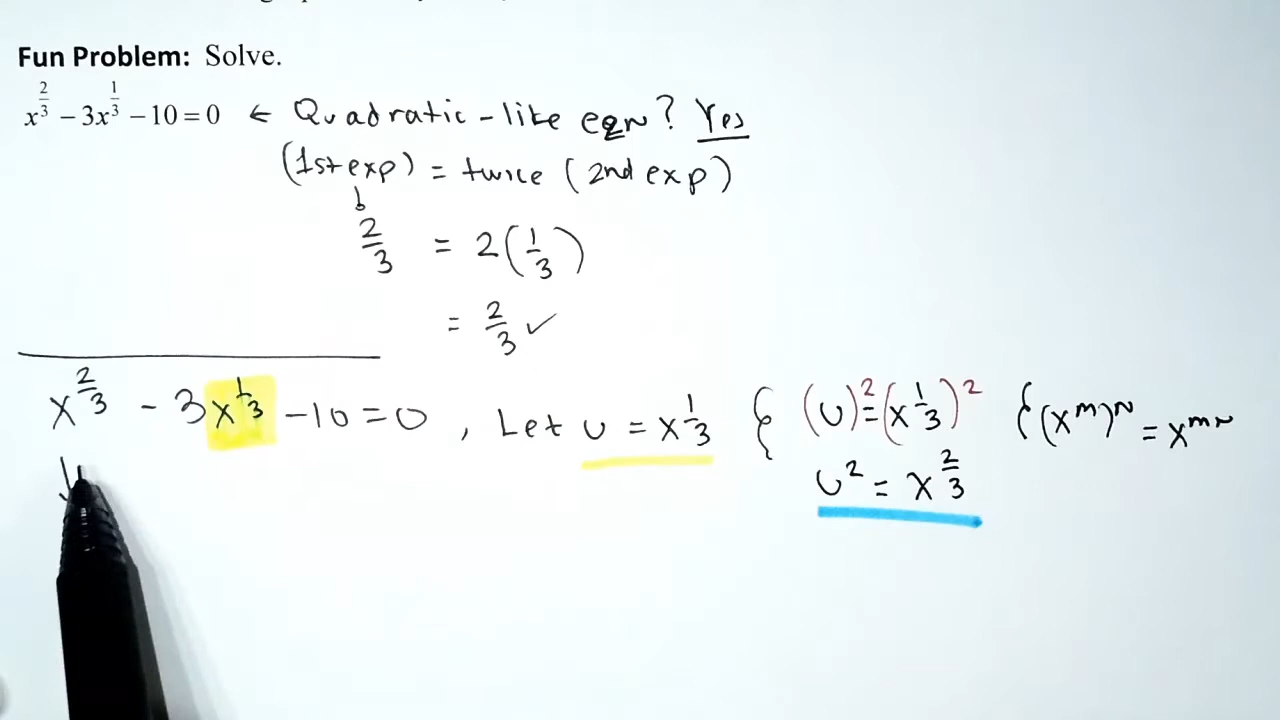 Fun Problem: Solve.
x^{2/3} − 3x^{1/3} − 10 = 0 ← Quadratic-like eqn? Yes
(1st exp) = twice (2nd exp)
2/3 = 2(1/3)
= 2/3 ✓
x^{2/3} - 3x^{1/3} - 10 = 0 , Let u = x^{1/3} { (u)^2 = (x^{1/3})^2 { (x^m)^n = x^{mn}
u^2 = x^{2/3}